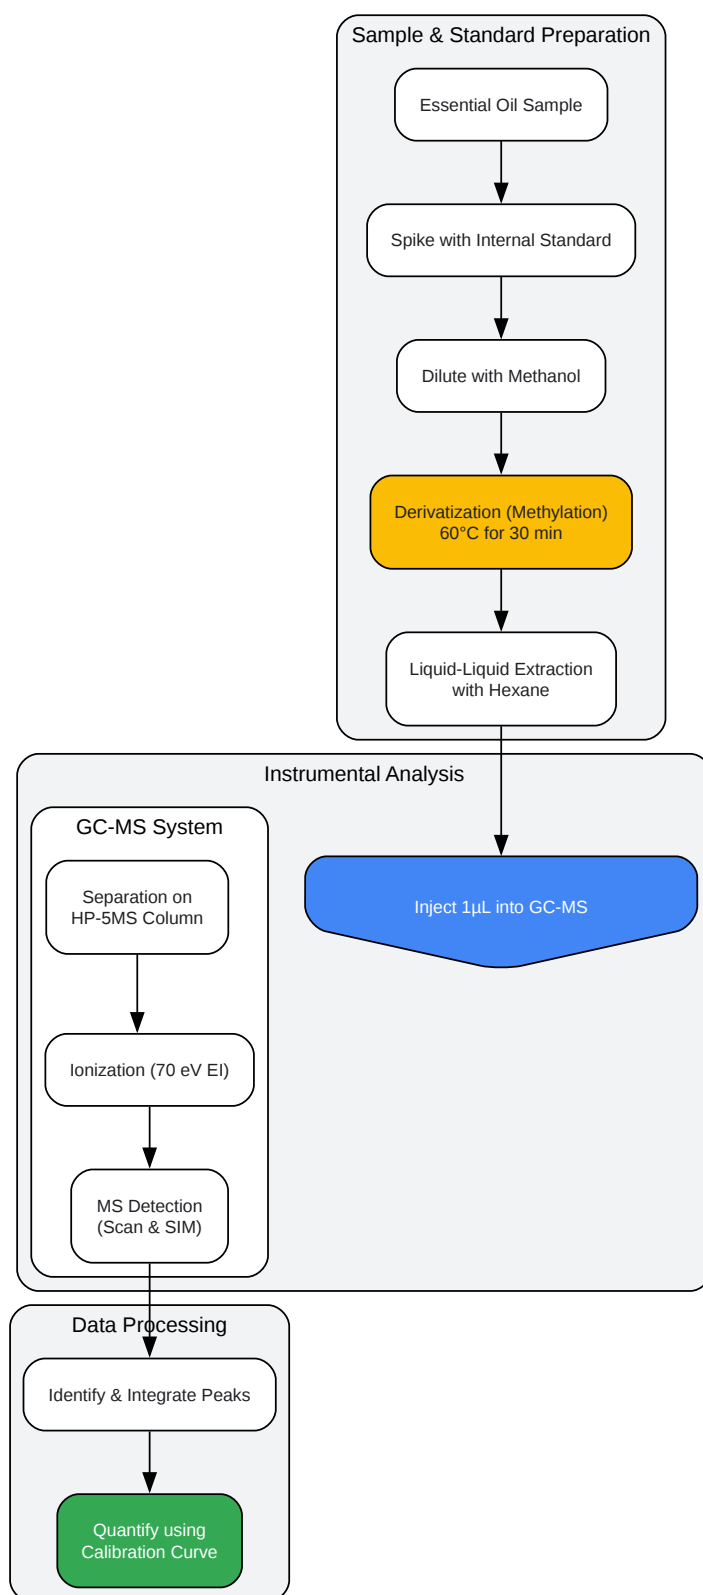 Sample & Standard Preparation
Essential Oil Sample
Spike with Internal Standard
Dilute with Methanol
Derivatization (Methylation)
60°C for 30 min
Liquid-Liquid Extraction
with Hexane
Instrumental Analysis
GC-MS System
Separation on
HP-5MS Column
Inject 1µL into GC-MS
Ionization (70 eV EI)
MS Detection
(Scan & SIM)
Data Processing
Identify & Integrate Peaks
Quantify using
Calibration Curve